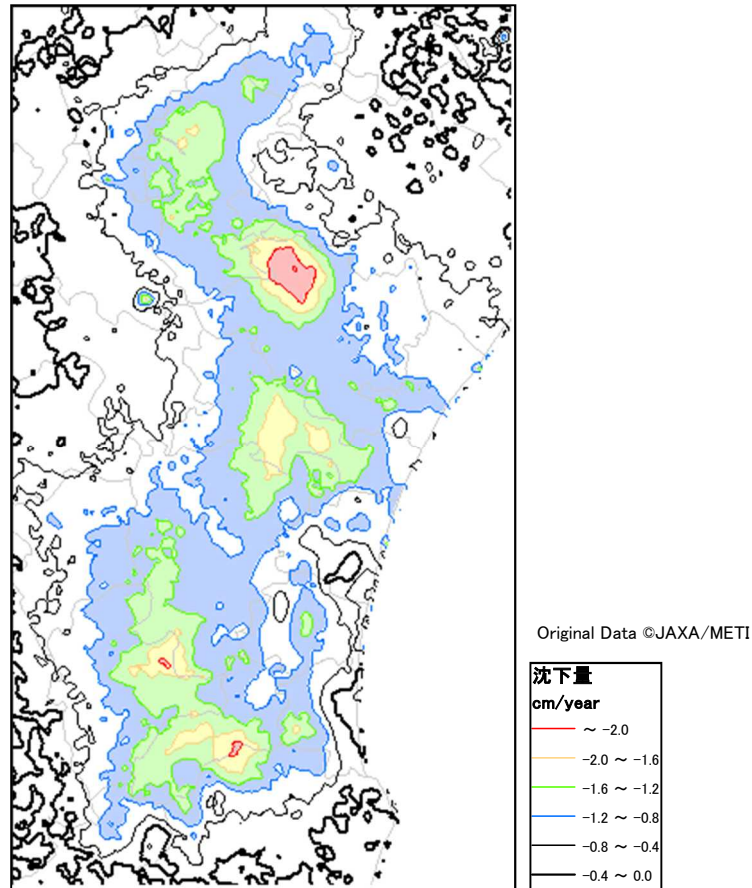 Original Data ©JAXA/METI
沈下量
cm/year
～ -2.0
-2.0 ～ -1.6
-1.6 ～ -1.2
-1.2 ～ -0.8
-0.8 ～ -0.4
-0.4 ～ 0.0